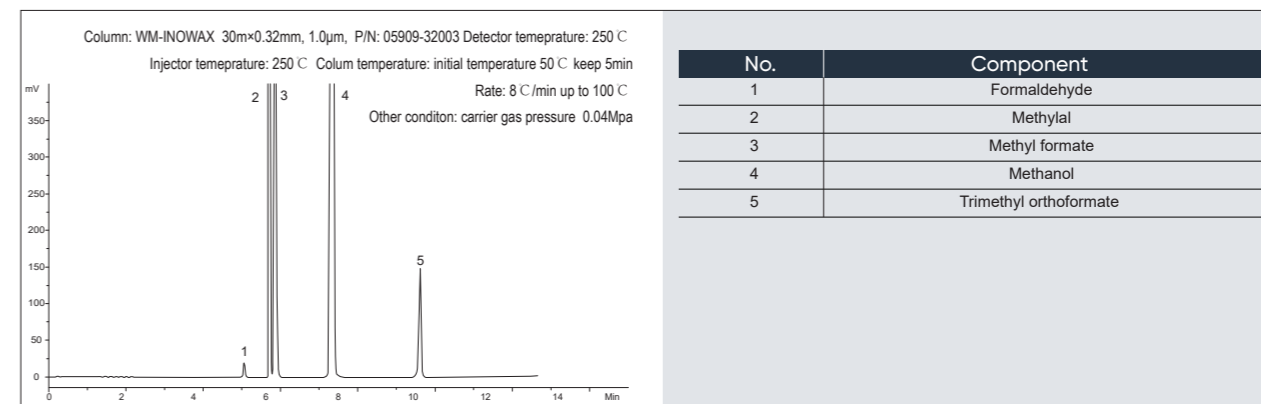 Column: WM-INOWAX 30m×0.32mm, 1.0μm, P/N: 05909-32003 Detector temeprature: 250℃
Injector temeprature: 250℃ Colum temperature: initial temperature 50℃ keep 5min
Rate: 8℃/min up to 100℃
Other conditon: carrier gas pressure 0.04Mpa
mV
350
300
250
200
150
100
50
0
1
2
3
4
5
0 2 4 6 8 10 12 14 Min
No. Component
1 Formaldehyde
2 Methylal
3 Methyl formate
4 Methanol
5 Trimethyl orthoformate